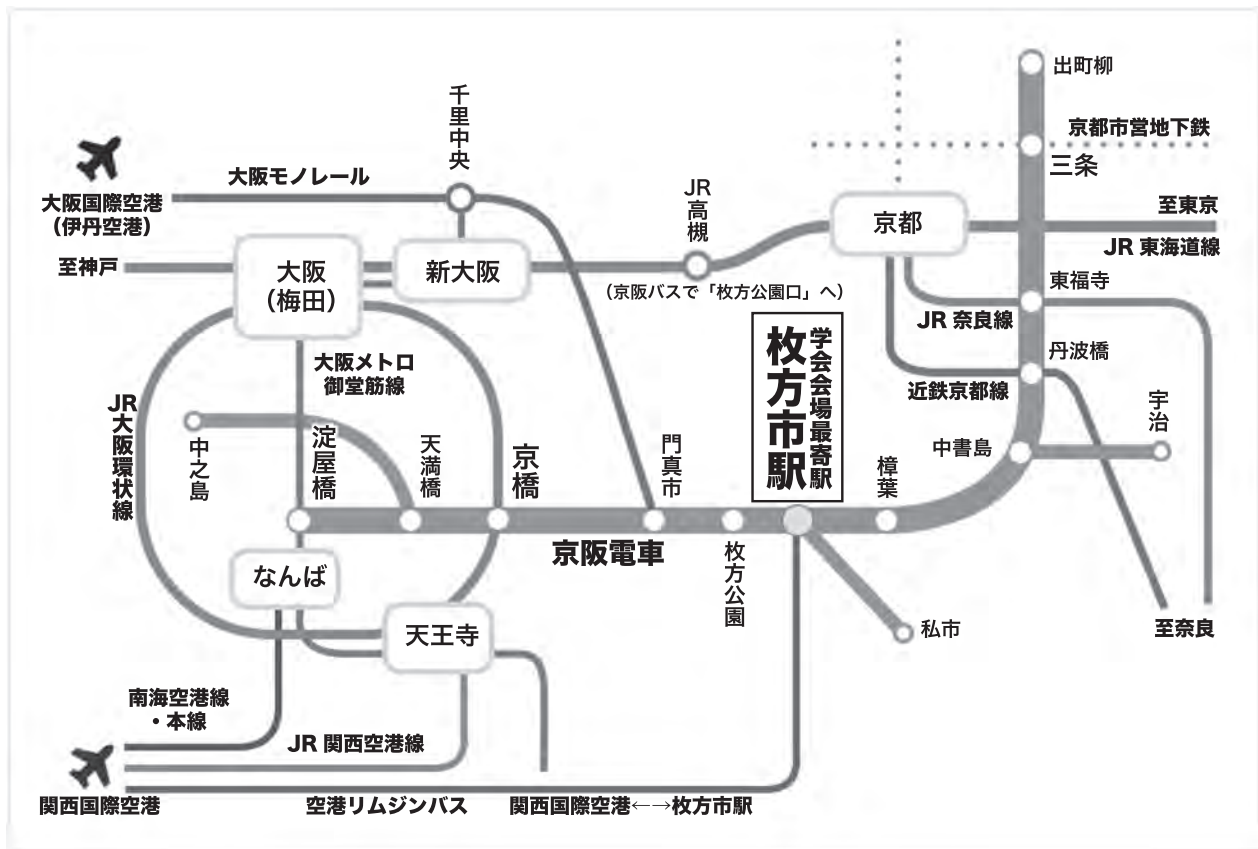 出町柳
京都市営地下鉄
三条
千里中央
大阪モノレール
大阪国際空港
（伊丹空港）
JR高槻
京都
至東京
JR 東海道線
至神戸
大阪
（梅田）
新大阪
（京阪バスで「枚方公園口」へ）
東福寺
JR 奈良線
学会会場最寄駅
枚方市駅
丹波橋
近鉄京都線
大阪メトロ
御堂筋線
JR大阪環状線
中之島
淀屋橋
天満橋
京橋
門真市
樟葉
中書島
宇治
京阪電車
枚方公園
なんば
天王寺
私市
至奈良
南海空港線
・本線
JR 関西空港線
関西国際空港
空港リムジンバス
関西国際空港←→枚方市駅